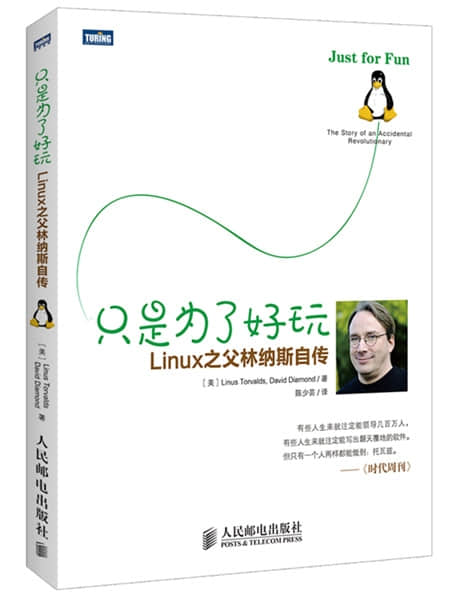 TURING
Just for Fun
The Story of an Accidental
Revolutionary
只是为了好玩
Linux之父林纳斯自传
[美] Linus Torvalds, David Diamond / 著
陈少芸 / 译
有些人生来就注定能领导几百万人，
有些人生来就注定能写出翻天覆地的软件。
但只有一个人两样都能做到：托瓦兹。
——《时代周刊》
人民邮电出版社
POSTS & TELECOM PRESS
只是为了好玩
Linux之父林纳斯自传
[美] Linus Torvalds
David Diamond 著
人民邮电出版社